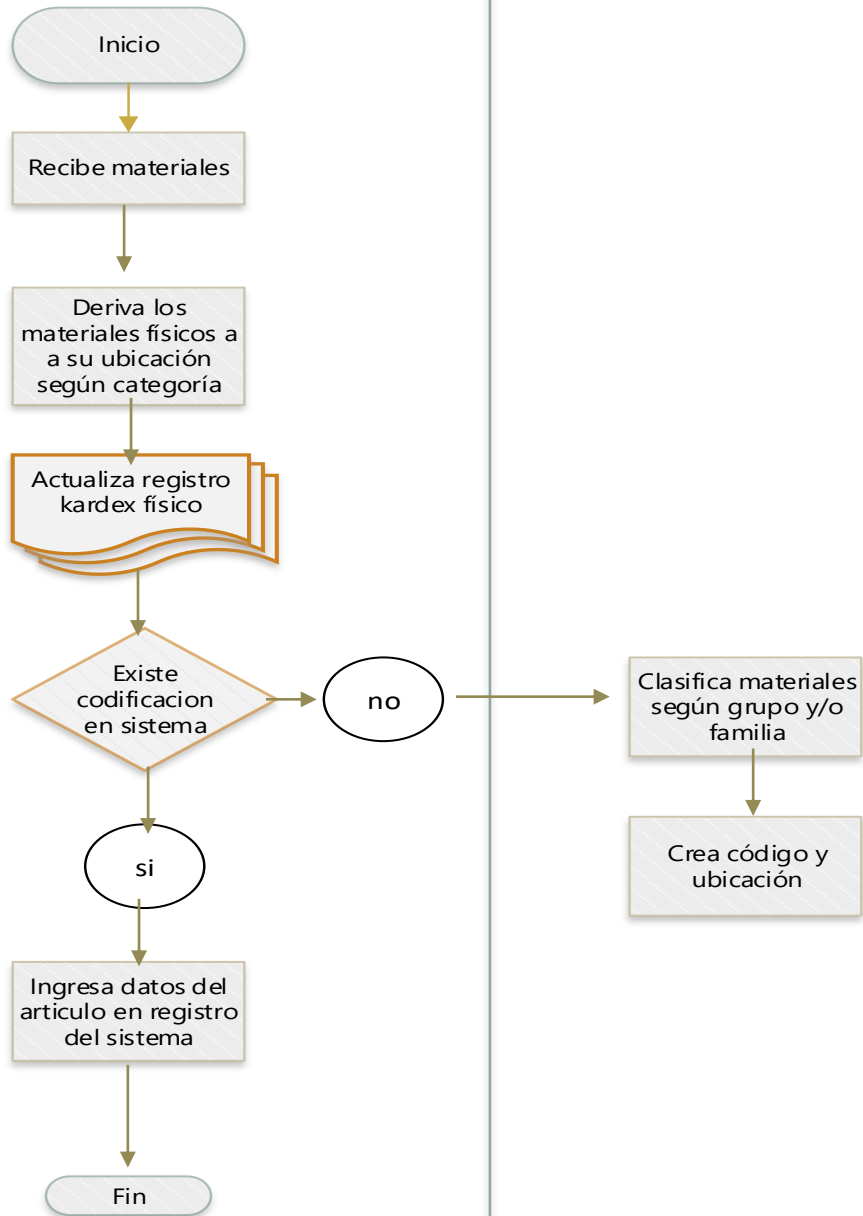 Inicio
Recibe materiales
Deriva los
materiales físicos a
a su ubicación
según categoría
Actualiza registro
kardex físico
Existe
codificacion
en sistema
no
Clasifica materiales
según grupo y/o
familia
Crea código y
ubicación
si
Ingresa datos del
articulo en registro
del sistema
Fin